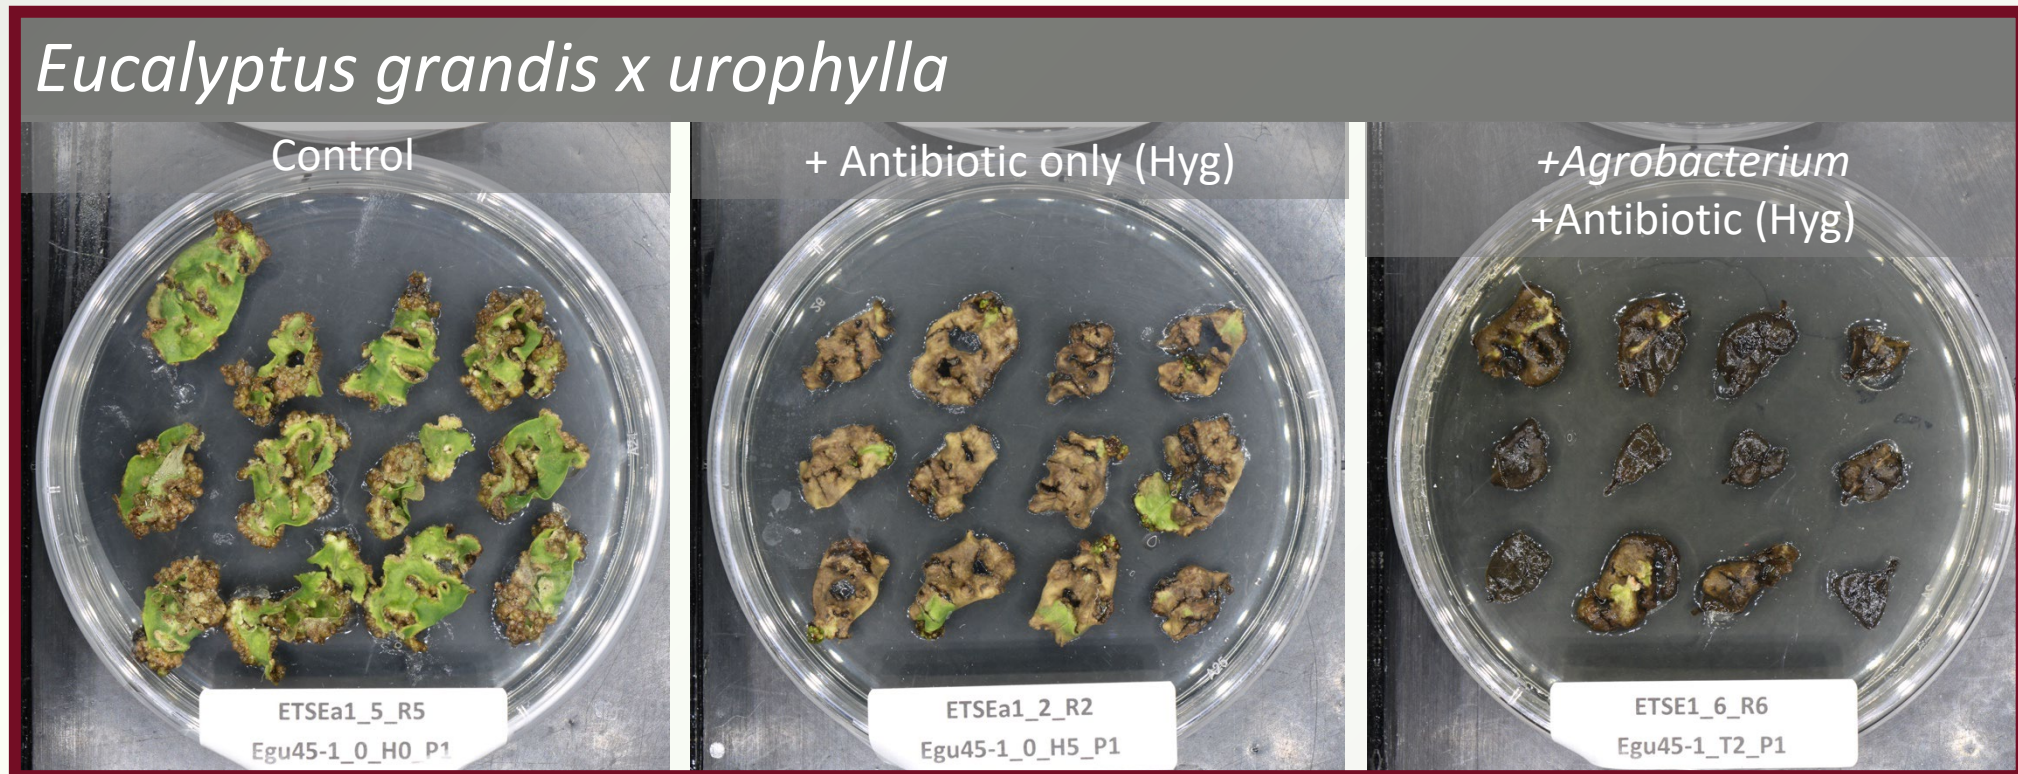 Eucalyptus grandis x urophylla
Control
+ Antibiotic only (Hyg)
+Agrobacterium
+Antibiotic (Hyg)
ETSEa1_5_R5
Egu45-1_0_H0_P1
ETSEa1_2_R2
Egu45-1_0_H5_P1
ETSE1_6_R6
Egu45-1_T2_P1